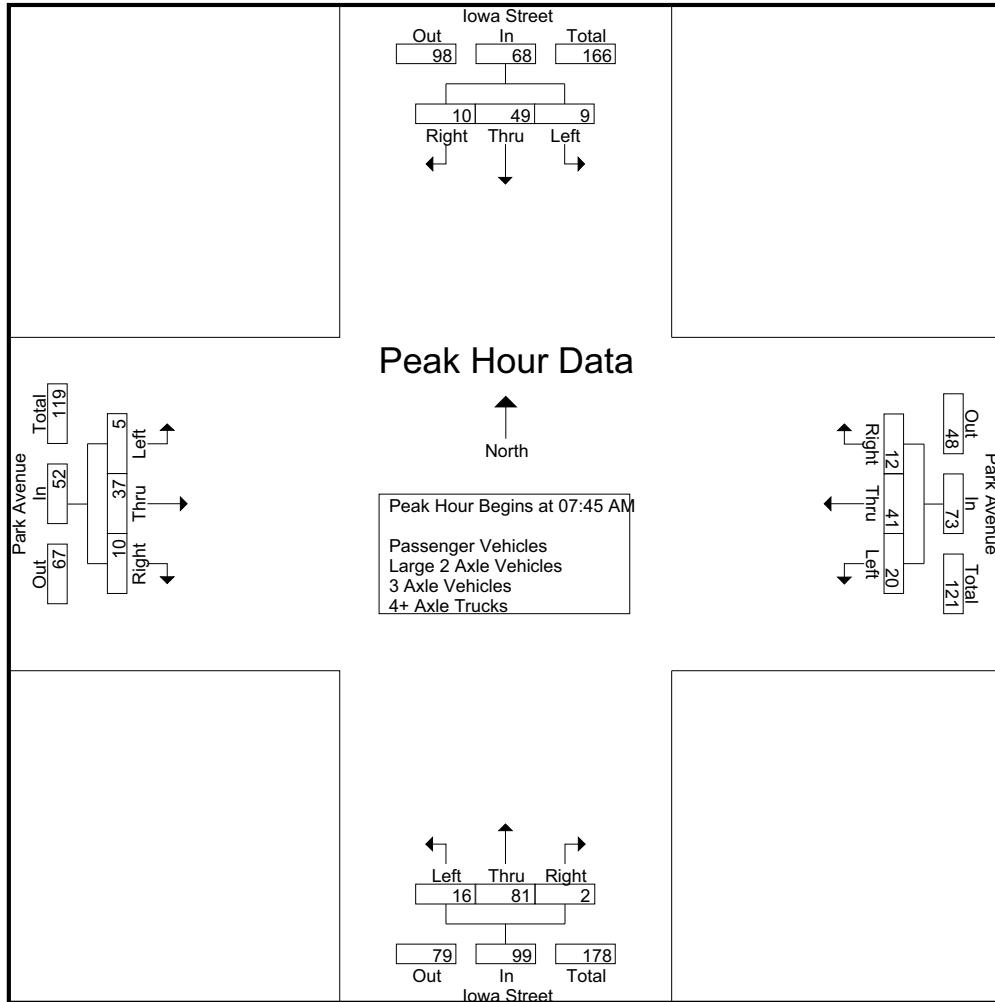 Iowa Street
Out In Total
98 68 166
10 49 9
Right Thru Left
Peak Hour Data
North
Peak Hour Begins at 07:45 AM
Passenger Vehicles
Large 2 Axle Vehicles
3 Axle Vehicles
4+ Axle Trucks
Park Avenue
Out In Total
67 52 119
Right Thru Left
10 37 5
Park Avenue
Out In Total
48 73 121
Right Thru Left
12 41 20
Left Thru Right
16 81 2
79 99 178
Out In Total
Iowa Street